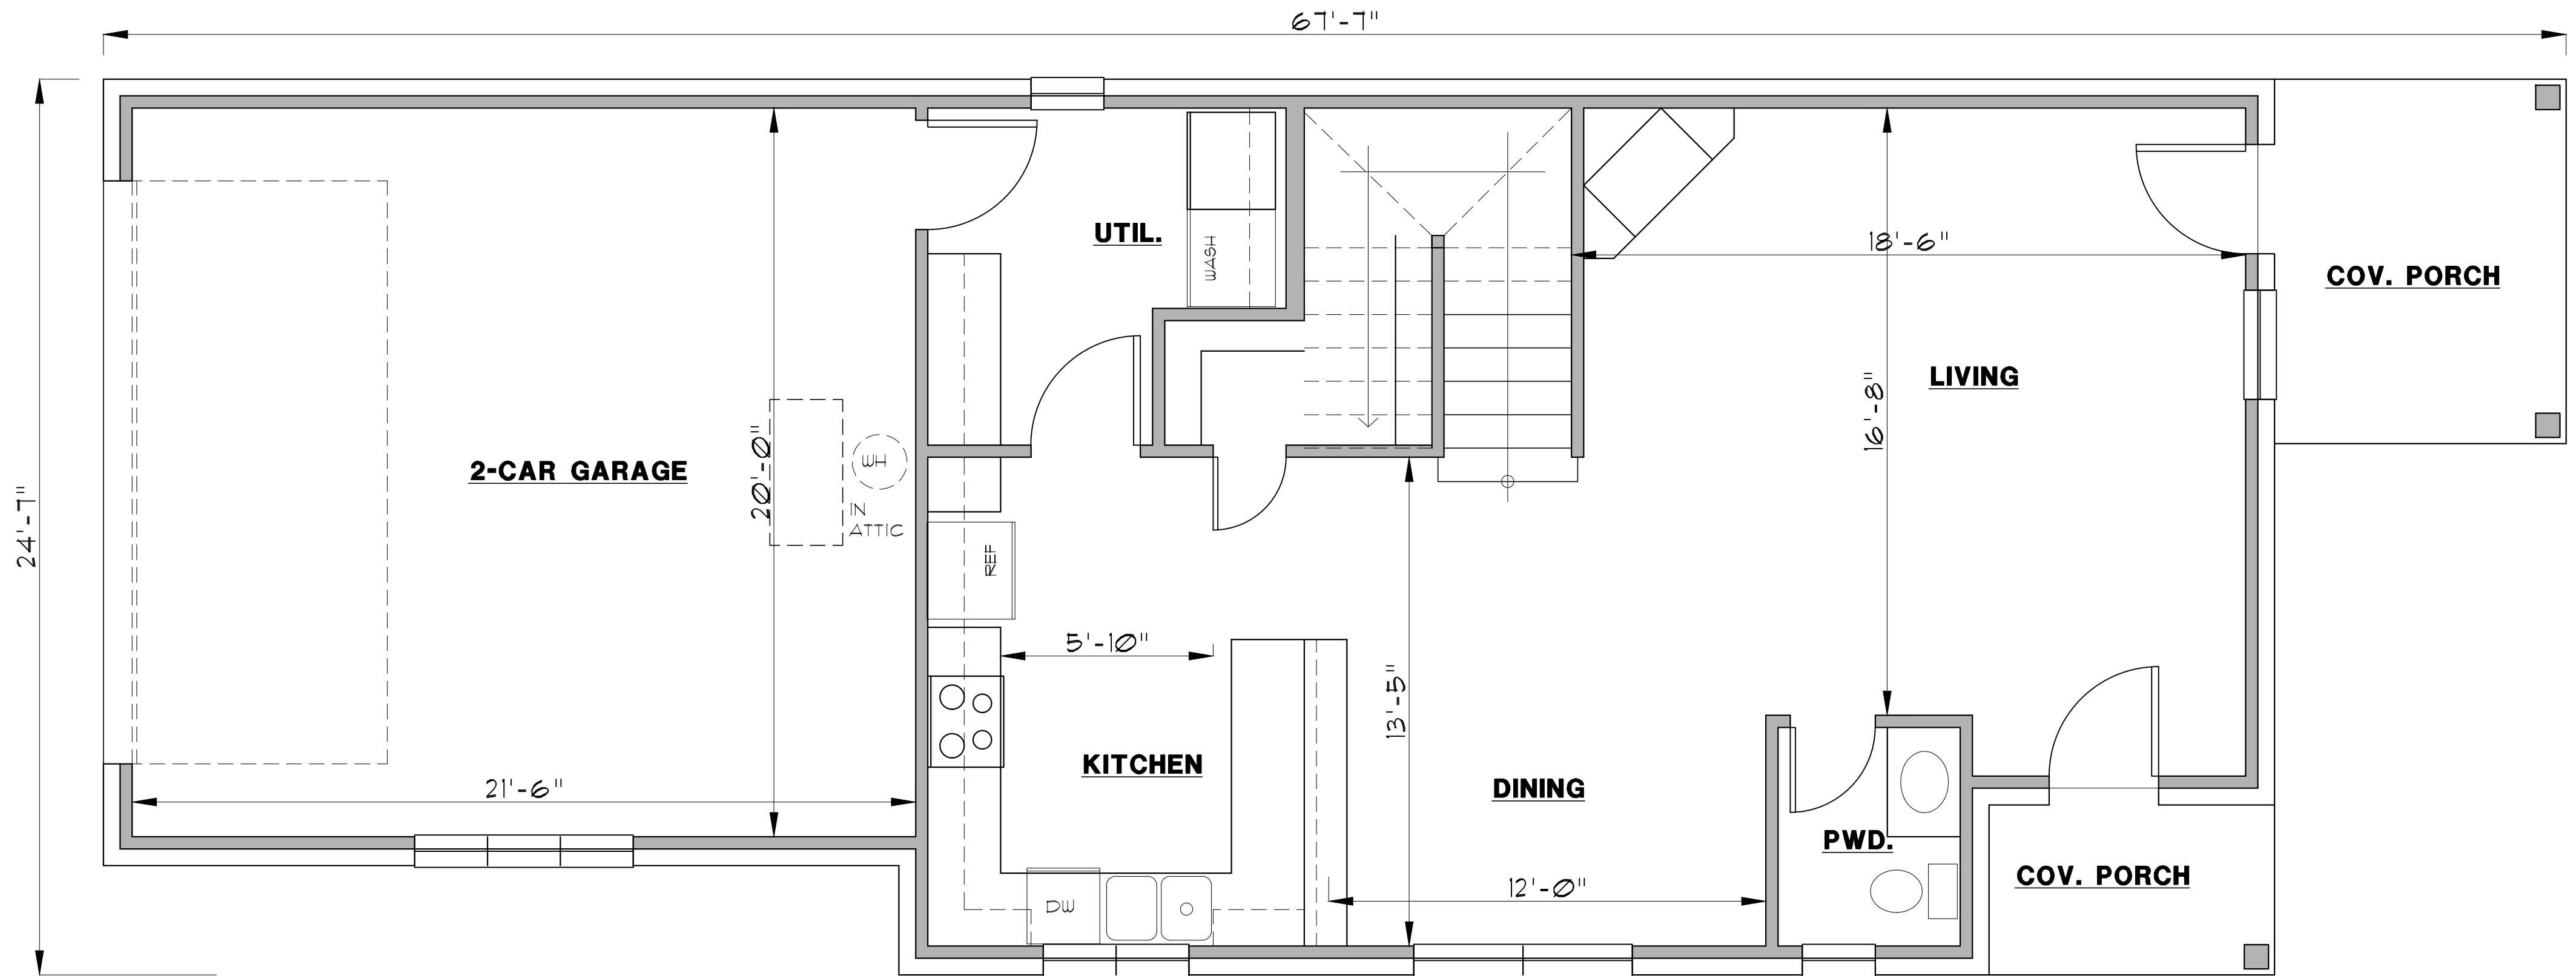 67'-7"
UTIL.
WASH
18'-6"
COV. PORCH
LIVING
16'-8"
2-CAR GARAGE
20'-0"
WH
IN
ATTIC
24'-7"
REF
5'-10"
13'-5"
KITCHEN
21'-6"
DINING
PWD.
COV. PORCH
12'-0"
DW